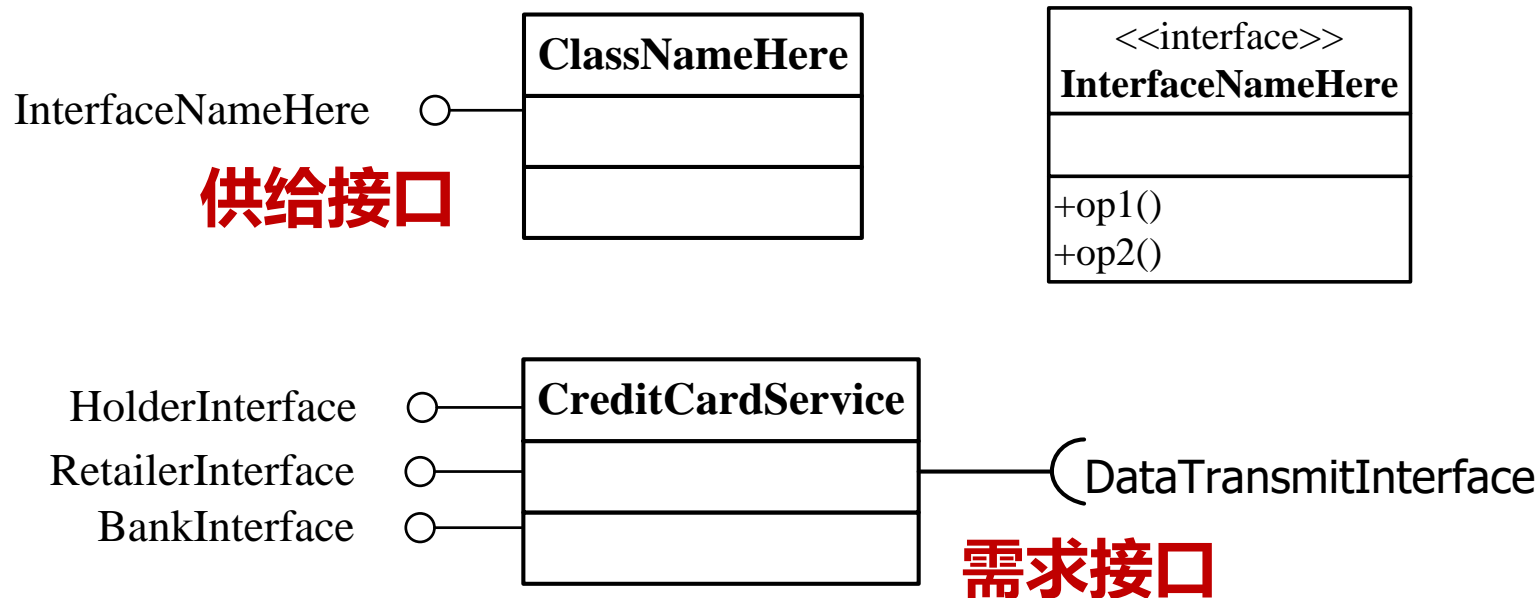 ClassNameHere
InterfaceNameHere
供给接口
<<interface>>
InterfaceNameHere
+op1()
+op2()
HolderInterface
RetailerInterface
BankInterface
CreditCardService
DataTransmitInterface
需求接口